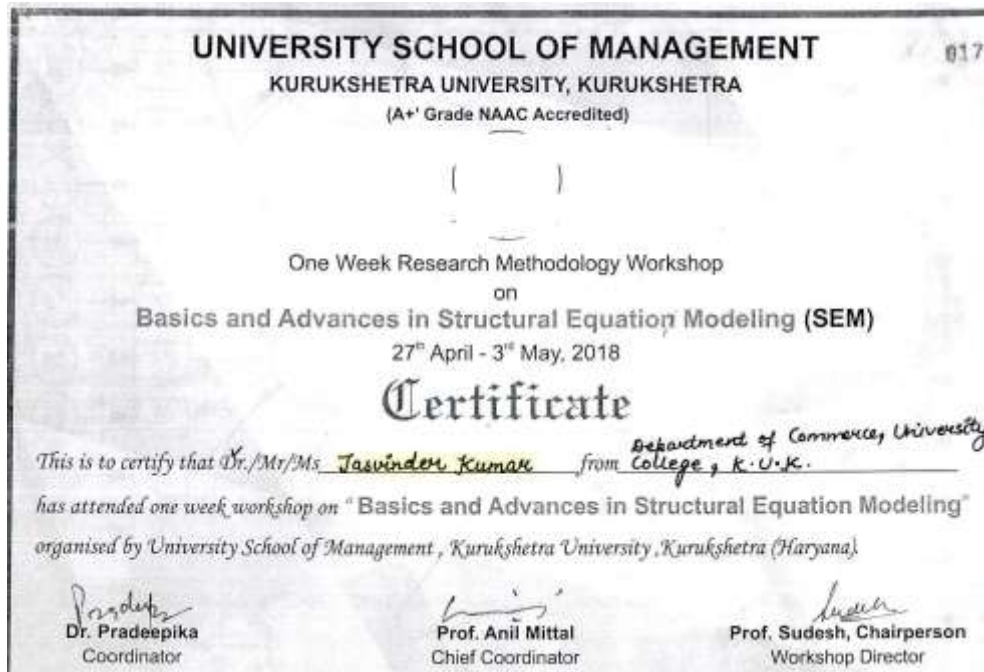 UNIVERSITY SCHOOL OF MANAGEMENT
017
KURUKSHETRA UNIVERSITY, KURUKSHETRA
(A+' Grade NAAC Accredited)
One Week Research Methodology Workshop
on
Basics and Advances in Structural Equation Modeling (SEM)
27th April - 3rd May, 2018
Certificate
Department of Commerce, University
This is to certify that Dr./Mr/Ms Jasvinder Kumar from College, K.U.K.
has attended one week workshop on "Basics and Advances in Structural Equation Modeling"
organised by University School of Management , Kurukshetra University ,Kurukshetra (Haryana).
Dr. Pradeepika
Coordinator
Prof. Anil Mittal
Chief Coordinator
Prof. Sudesh, Chairperson
Workshop Director